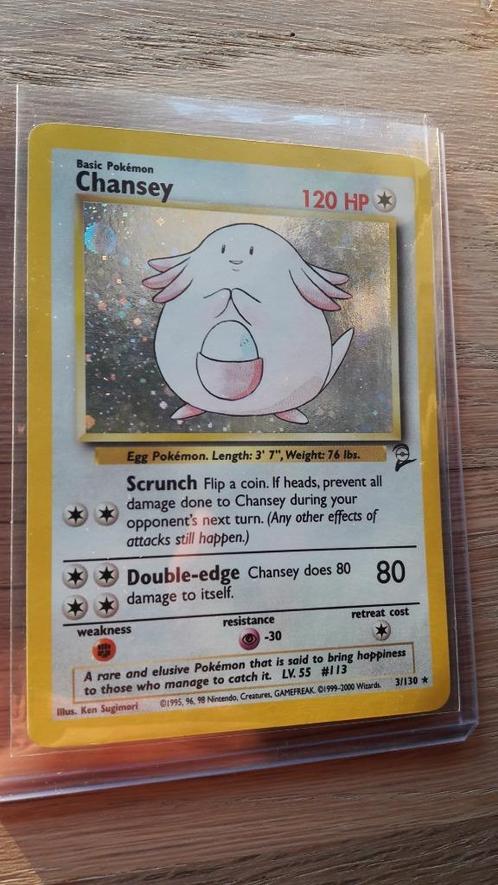 Basic Pokémon
Chansey
120 HP
Egg Pokémon. Length: 3' 7", Weight: 76 lbs.
Scrunch Flip a coin. If heads, prevent all
damage done to Chansey during your
opponent's next turn. (Any other effects of
attacks still happen.)
Double-edge Chansey does 80
damage to itself.
80
weakness
resistance
-30
retreat cost
A rare and elusive Pokémon that is said to bring happiness
to those who manage to catch it. LV. 55 #113
Illus. Ken Sugimori
©1995, 96, 98 Nintendo, Creatures, GAMEFREAK. ©1999-2000 Wizards.
3/130 ★